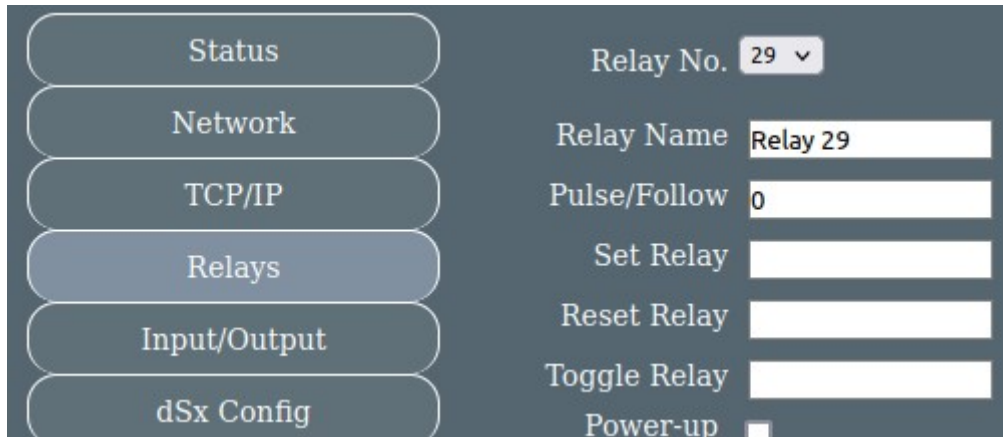 Status
Network
TCP/IP
Relays
Input/Output
dSx Config
Relay No. 29
Relay Name Relay 29
Pulse/Follow 0
Set Relay
Reset Relay
Toggle Relay
Power-up